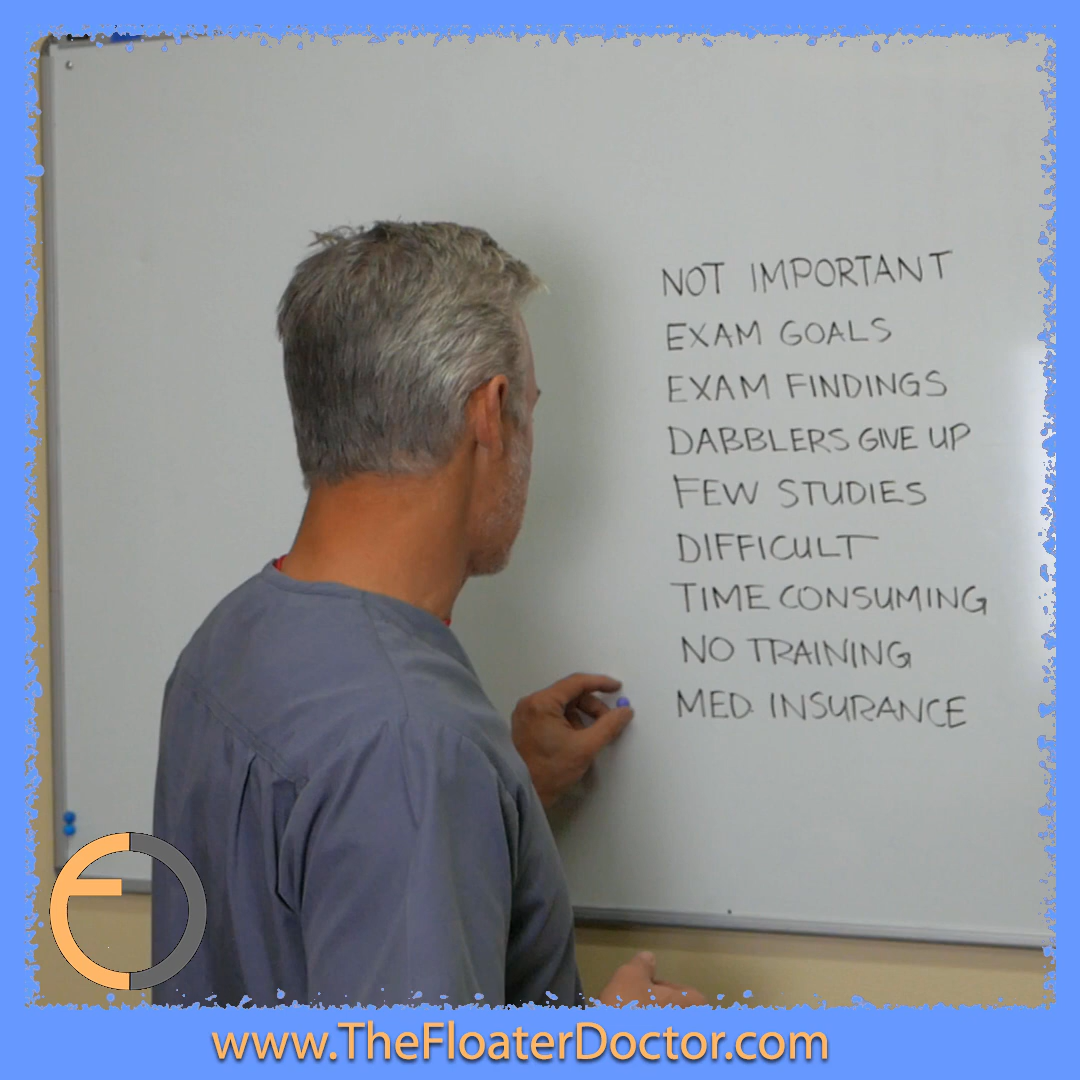 NOT IMPORTANT
EXAM GOALS
EXAM FINDINGS
DABBLERS GIVE UP
FEW STUDIES
DIFFICULT
TIME CONSUMING
NO TRAINING
MED. INSURANCE
www.TheFloaterDoctor.com